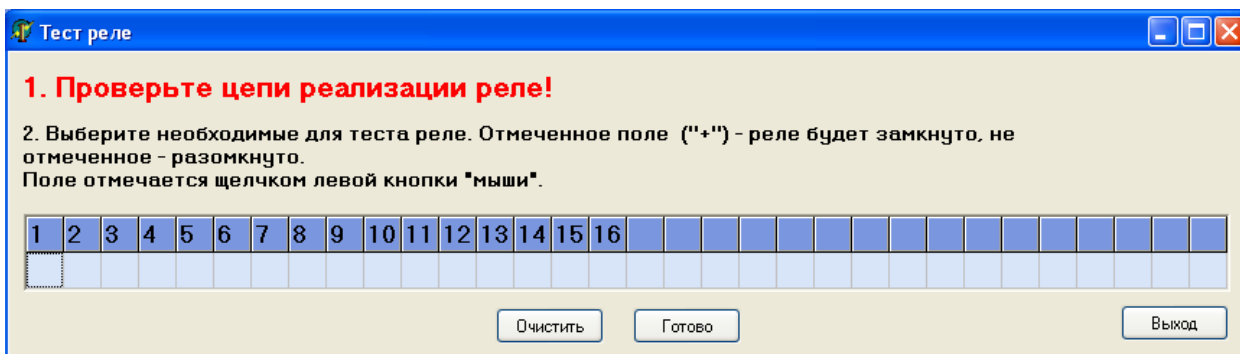 Тест реле
1. Проверьте цепи реализации реле!
2. Выберите необходимые для теста реле. Отмеченное поле ("+") - реле будет замкнуто, не
отмеченное - разомкнуто.
Поле отмечается щелчком левой кнопки "мыши".
1 2 3 4 5 6 7 8 9 10 11 12 13 14 15 16
Очистить Готово Выход